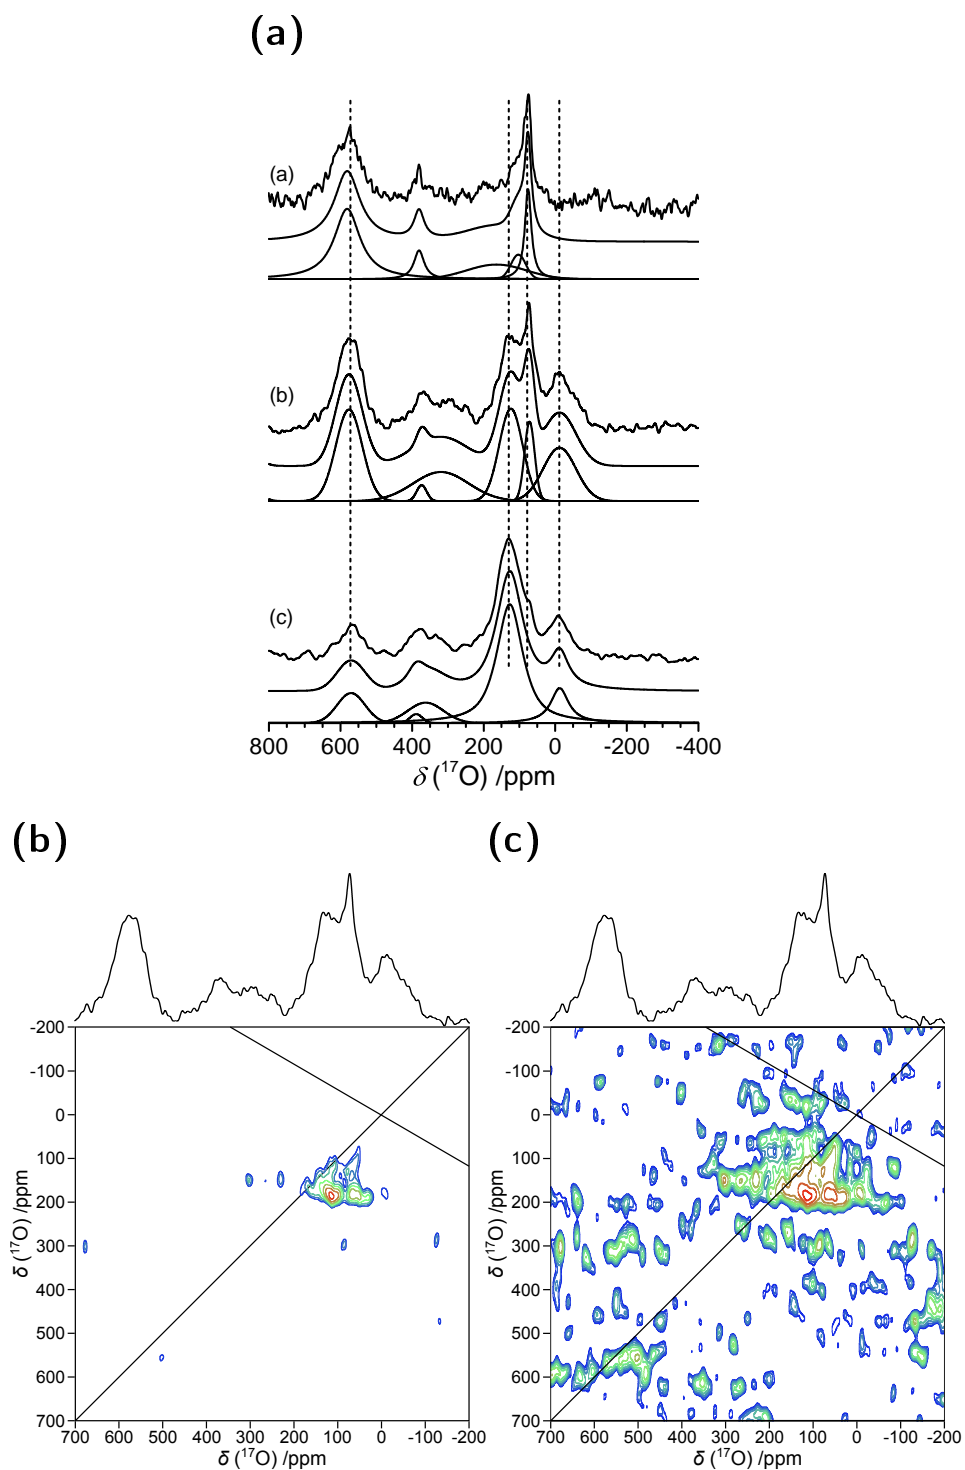 (a)
(a)
(b)
(c)
800 600 400 200 0 -200 -400
δ (¹⁷O) /ppm
(b) (c)
-200 -200
-100 -100
0 0
100 100
200 200
300 300
400 400
500 500
600 600
700 700
δ (¹⁷O) /ppm δ (¹⁷O) /ppm
700 600 500 400 300 200 100 0 -100 -200 700 600 500 400 300 200 100 0 -100 -200
δ (¹⁷O) /ppm δ (¹⁷O) /ppm